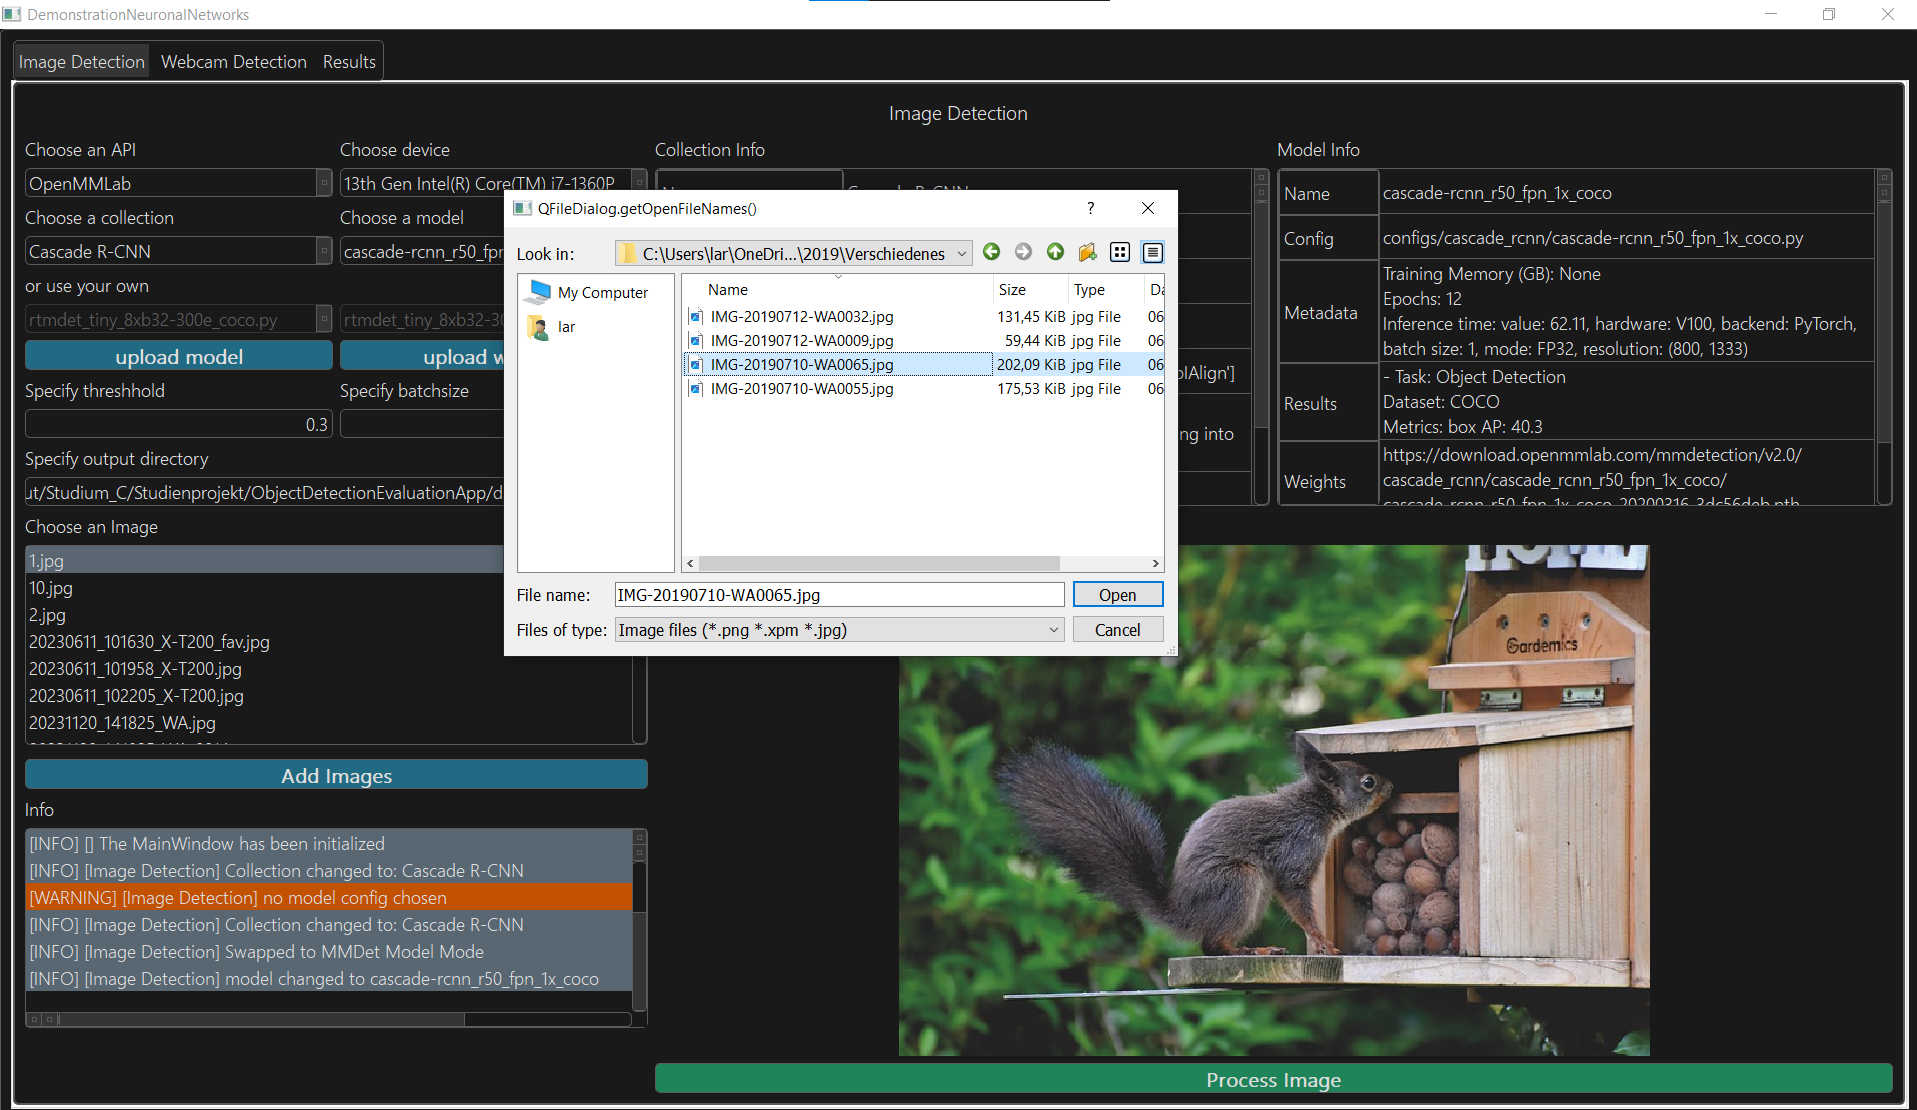 DemonstrationNeuronalNetworks
Image Detection
Webcam Detection
Results
Image Detection
Choose an API
Choose device
Collection Info
Model Info
OpenMMLab
13th Gen Intel(R) Core(TM) i7-1360P
Choose a collection
Choose a model
Cascade R-CNN
cascade-rcnn_r50_fpn
or use your own
rtmdet_tiny_8xb32-300e_coco.py
rtmdet_tiny_8xb32-30
upload model
upload w
Specify threshhold
Specify batchsize
0.3
Specify output directory
ut/Studium_C/Studienprojekt/ObjectDetectionEvaluationApp/d
Choose an Image
1.jpg
10.jpg
2.jpg
20230611_101630_X-T200_fav.jpg
20230611_101958_X-T200.jpg
20230611_102205_X-T200.jpg
20231120_141825_WA.jpg
Add Images
Info
[INFO] [] The MainWindow has been initialized
[INFO] [Image Detection] Collection changed to: Cascade R-CNN
[WARNING] [Image Detection] no model config chosen
[INFO] [Image Detection] Collection changed to: Cascade R-CNN
[INFO] [Image Detection] Swapped to MMDet Model Mode
[INFO] [Image Detection] model changed to cascade-rcnn_r50_fpn_1x_coco
QFileDialog.getOpenFileNames()
?
Look in:
C:\Users\lar\OneDri...\2019\Verschiedenes
My Computer
lar
Name Size Type Da
IMG-20190712-WA0032.jpg 131,45 KiB jpg File 06
IMG-20190712-WA0009.jpg 59,44 KiB jpg File 06
IMG-20190710-WA0065.jpg 202,09 KiB jpg File 06
IMG-20190710-WA0055.jpg 175,53 KiB jpg File 06
File name:
IMG-20190710-WA0065.jpg
Open
Files of type:
Image files (*.png *.xpm *.jpg)
Cancel
olAlign']
ng into
Name
cascade-rcnn_r50_fpn_1x_coco
Config
configs/cascade_rcnn/cascade-rcnn_r50_fpn_1x_coco.py
Metadata
Training Memory (GB): None
Epochs: 12
Inference time: value: 62.11, hardware: V100, backend: PyTorch,
batch size: 1, mode: FP32, resolution: (800, 1333)
Results
- Task: Object Detection
Dataset: COCO
Metrics: box AP: 40.3
Weights
https://download.openmmlab.com/mmdetection/v2.0/
cascade_rcnn/cascade_rcnn_r50_fpn_1x_coco/
cascade_rcnn_r50_fpn_1x_coco_20200316-3dc56deb.pth
Gardemics
Process Image